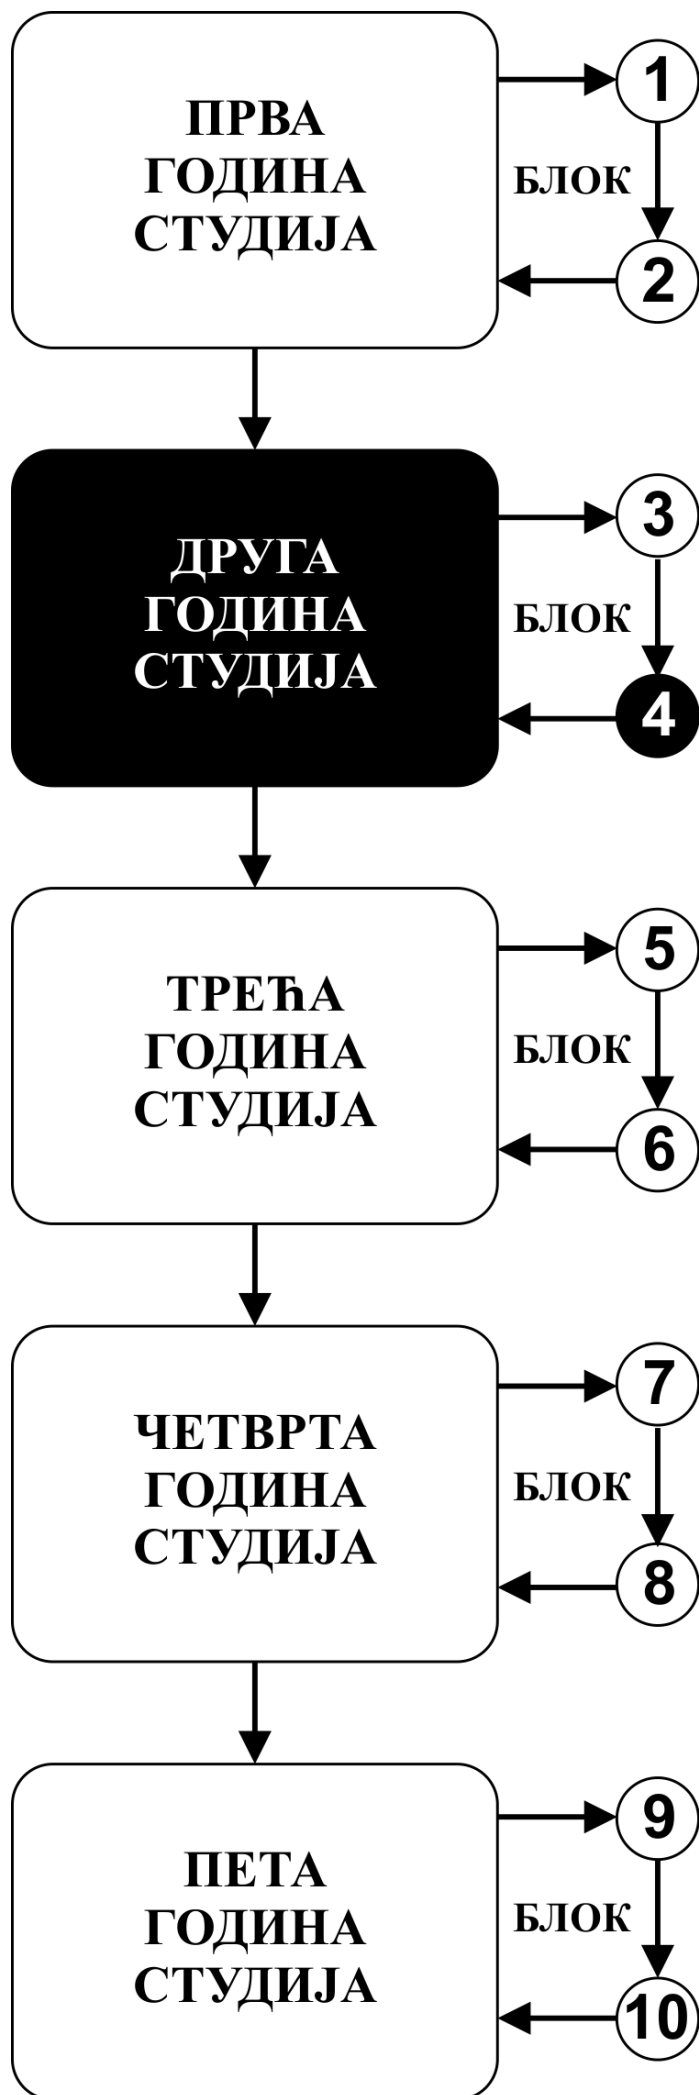 ПРВА
ГОДИНА
СТУДИЈА
1
БЛОК
2
ДРУГА
ГОДИНА
СТУДИЈА
3
БЛОК
4
ТРЕЋА
ГОДИНА
СТУДИЈА
5
БЛОК
6
ЧЕТВРТА
ГОДИНА
СТУДИЈА
7
БЛОК
8
ПЕТА
ГОДИНА
СТУДИЈА
9
БЛОК
10